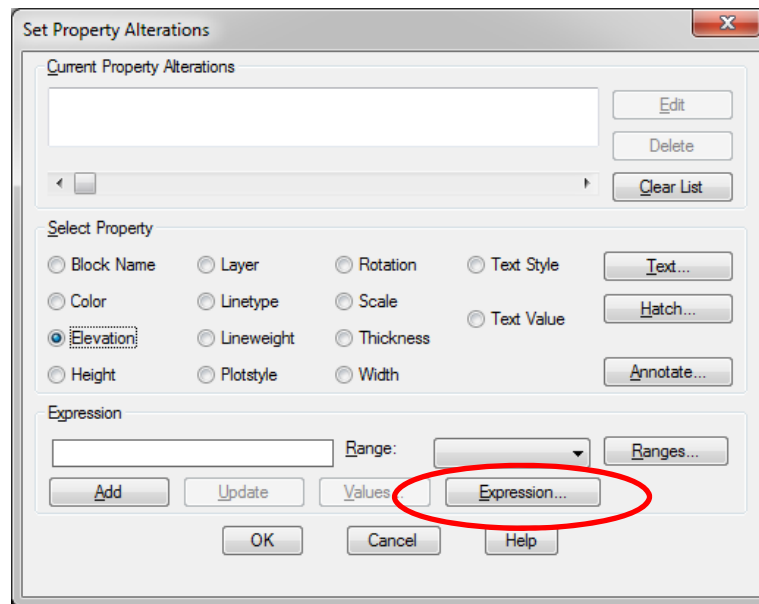 Set Property Alterations
Current Property Alterations
Edit
Delete
Clear List
Select Property
Block Name Layer Rotation Text Style Text...
Color Linetype Scale Text Value Hatch...
Elevation Lineweight Thickness
Height Plotstyle Width Annotate...
Expression
Range: Ranges...
Add Update Values... Expression...
OK Cancel Help